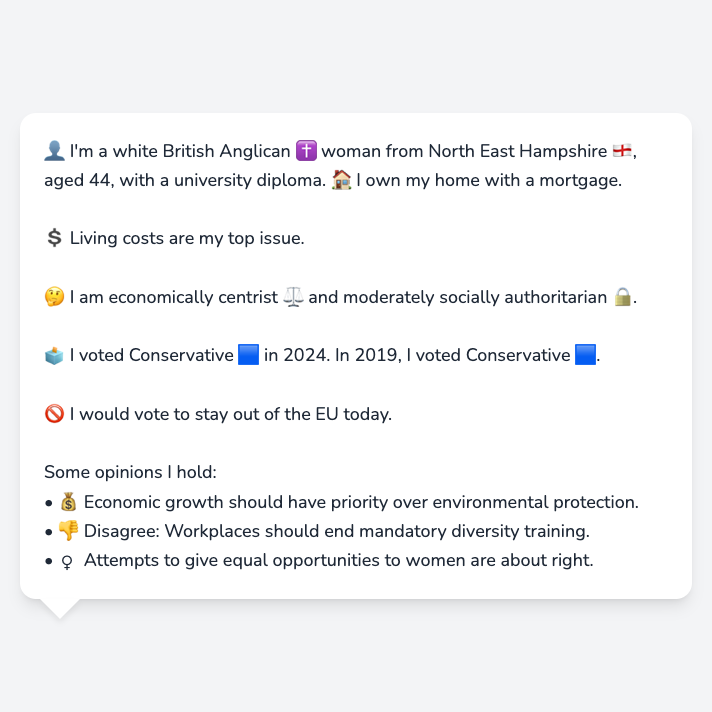 👤 I'm a white British Anglican ✝️ woman from North East Hampshire 🏴󠁧󠁢󠁥󠁮󠁧󠁿,
aged 44, with a university diploma. 🏠 I own my home with a mortgage.
💲 Living costs are my top issue.
🤔 I am economically centrist ⚖️ and moderately socially authoritarian 🔒.
🗳️ I voted Conservative 🟦 in 2024. In 2019, I voted Conservative 🟦.
🚫 I would vote to stay out of the EU today.
Some opinions I hold:
• 💰 Economic growth should have priority over environmental protection.
• 👎 Disagree: Workplaces should end mandatory diversity training.
• ♀ Attempts to give equal opportunities to women are about right.